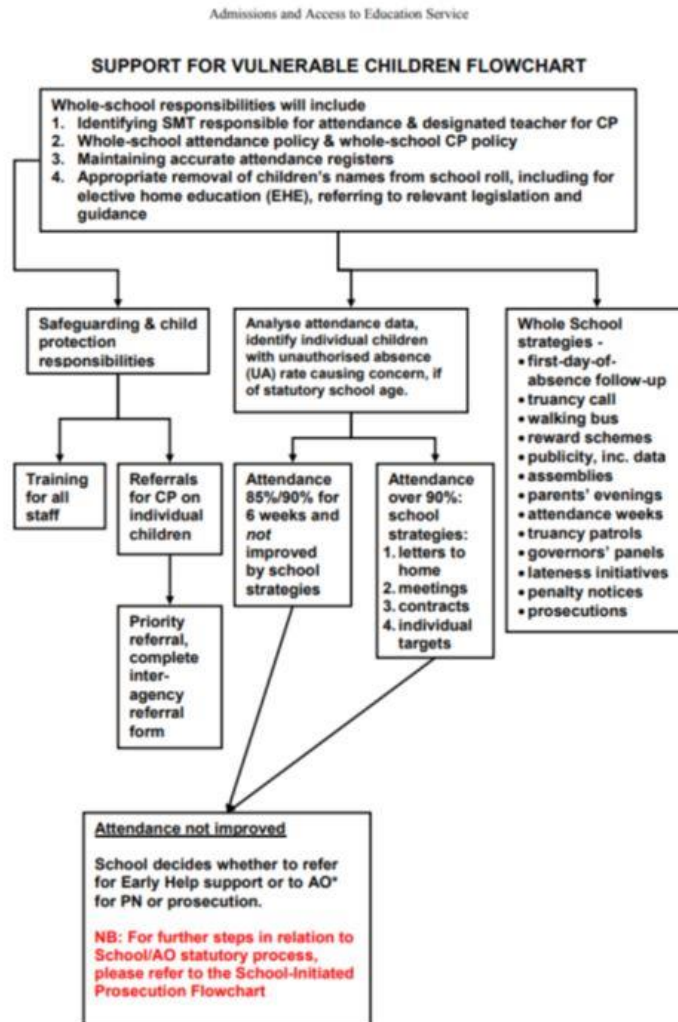 Admissions and Access to Education Service
SUPPORT FOR VULNERABLE CHILDREN FLOWCHART
Whole-school responsibilities will include
1. Identifying SMT responsible for attendance & designated teacher for CP
2. Whole-school attendance policy & whole-school CP policy
3. Maintaining accurate attendance registers
4. Appropriate removal of children's names from school roll, including for
elective home education (EHE), referring to relevant legislation and
guidance
Safeguarding & child
protection
responsibilities
Analyse attendance data,
identify individual children
with unauthorised absence
(UA) rate causing concern, if
of statutory school age.
Whole School
strategies -
• first-day-of-
absence follow-up
• truancy call
• walking bus
• reward schemes
• publicity, inc. data
• assemblies
• parents' evenings
• attendance weeks
• truancy patrols
• governors' panels
• lateness initiatives
• penalty notices
• prosecutions
Training
for all
staff
Referrals
for CP on
individual
children
Attendance
85%/90% for
6 weeks and
not
improved
by school
strategies
Attendance
over 90%:
school
strategies:
1. letters to
home
2. meetings
3. contracts
4. individual
targets
Priority
referral,
complete
inter-
agency
referral
form
Attendance not improved
School decides whether to refer
for Early Help support or to AO*
for PN or prosecution.
NB: For further steps in relation to
School/AO statutory process,
please refer to the School-Initiated
Prosecution Flowchart